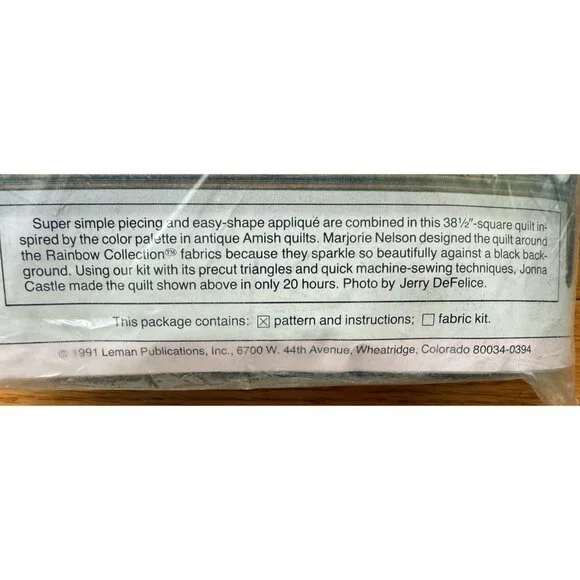 Super simple piecing and easy-shape appliqué are combined in this 38½"-square quilt in-
spired by the color palette in antique Amish quilts. Marjorie Nelson designed the quilt around
the Rainbow Collection™ fabrics because they sparkle so beautifully against a black back-
ground. Using our kit with its precut triangles and quick machine-sewing techniques, Jonna
Castle made the quilt shown above in only 20 hours. Photo by Jerry DeFelice.
This package contains: ☒ pattern and instructions; ☐ fabric kit.
© 1991 Leman Publications, Inc., 6700 W. 44th Avenue, Wheatridge, Colorado 80034-0394